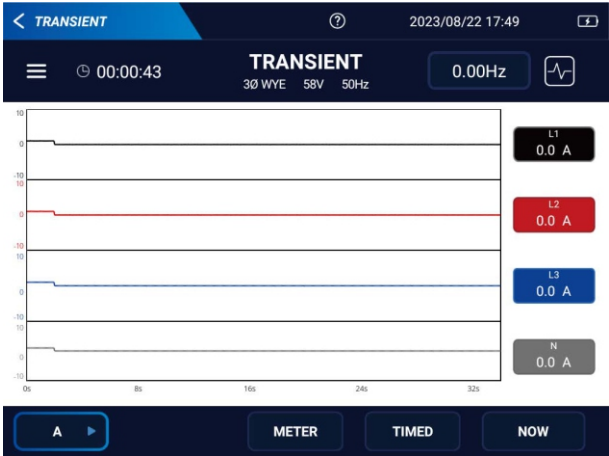 TRANSIENT
2023/08/22 17:49
00:00:43
TRANSIENT
3Ø WYE 58V 50Hz
0.00Hz
10
0
-10
L1
0.0 A
10
0
-10
L2
0.0 A
10
0
-10
L3
0.0 A
10
0
-10
N
0.0 A
0s 8s 16s 24s 32s
A METER TIMED NOW